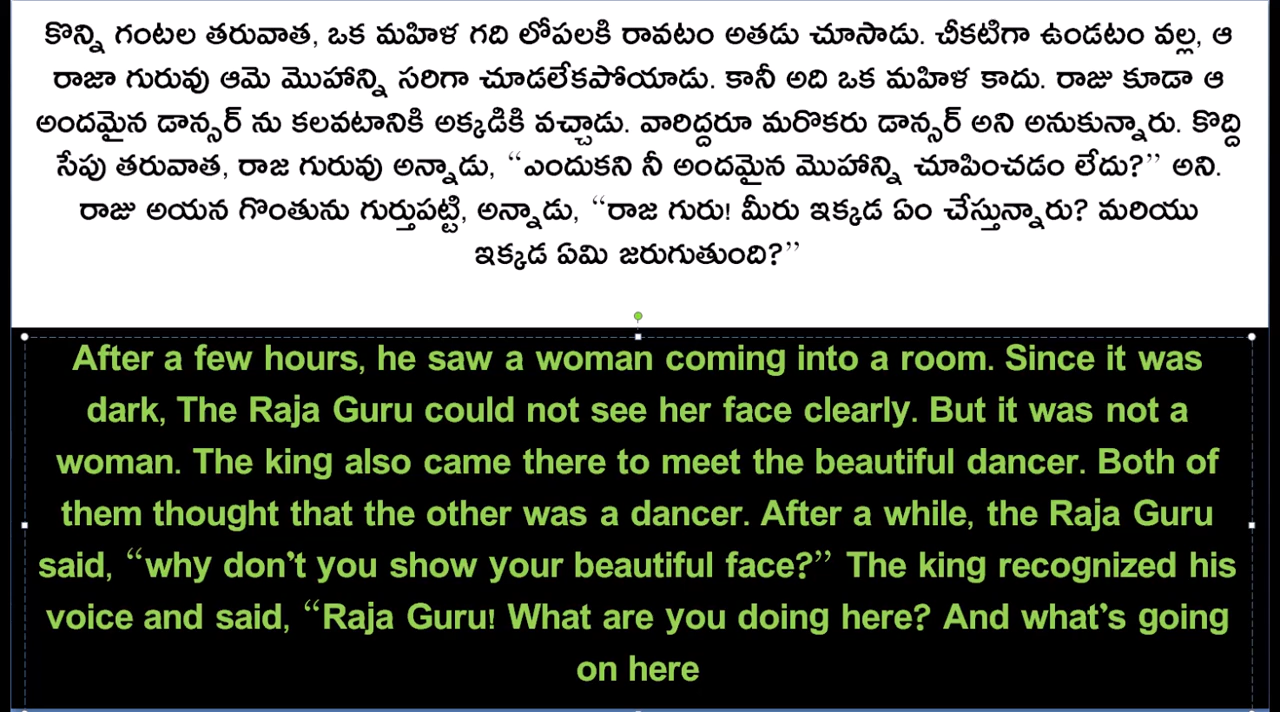 కొన్ని గంటల తరువాత, ఒక మహిళ గది లోపలకి రావటం అతడు చూసాడు. చీకటిగా ఉండటం వల్ల, ఆ
రాజా గురువు ఆమె మొహాన్ని సరిగా చూడలేకపోయాడు. కానీ అది ఒక మహిళ కాదు. రాజు కూడా ఆ
అందమైన డాన్సర్ ను కలవటానికి అక్కడికి వచ్చాడు. వారిద్దరూ మరొకరు డాన్సర్ అని అనుకున్నారు. కొద్ది
సేపు తరువాత, రాజ గురువు అన్నాడు, “ఎందుకని నీ అందమైన మొహాన్ని చూపించడం లేదు?” అని.
రాజు అయన గొంతును గుర్తుపట్టి, అన్నాడు, “రాజ గురు! మీరు ఇక్కడ ఏం చేస్తున్నారు? మరియు
ఇక్కడ ఏమి జరుగుతుంది?”
After a few hours, he saw a woman coming into a room. Since it was
dark, The Raja Guru could not see her face clearly. But it was not a
woman. The king also came there to meet the beautiful dancer. Both of
them thought that the other was a dancer. After a while, the Raja Guru
said, “why don’t you show your beautiful face?” The king recognized his
voice and said, “Raja Guru! What are you doing here? And what’s going
on here